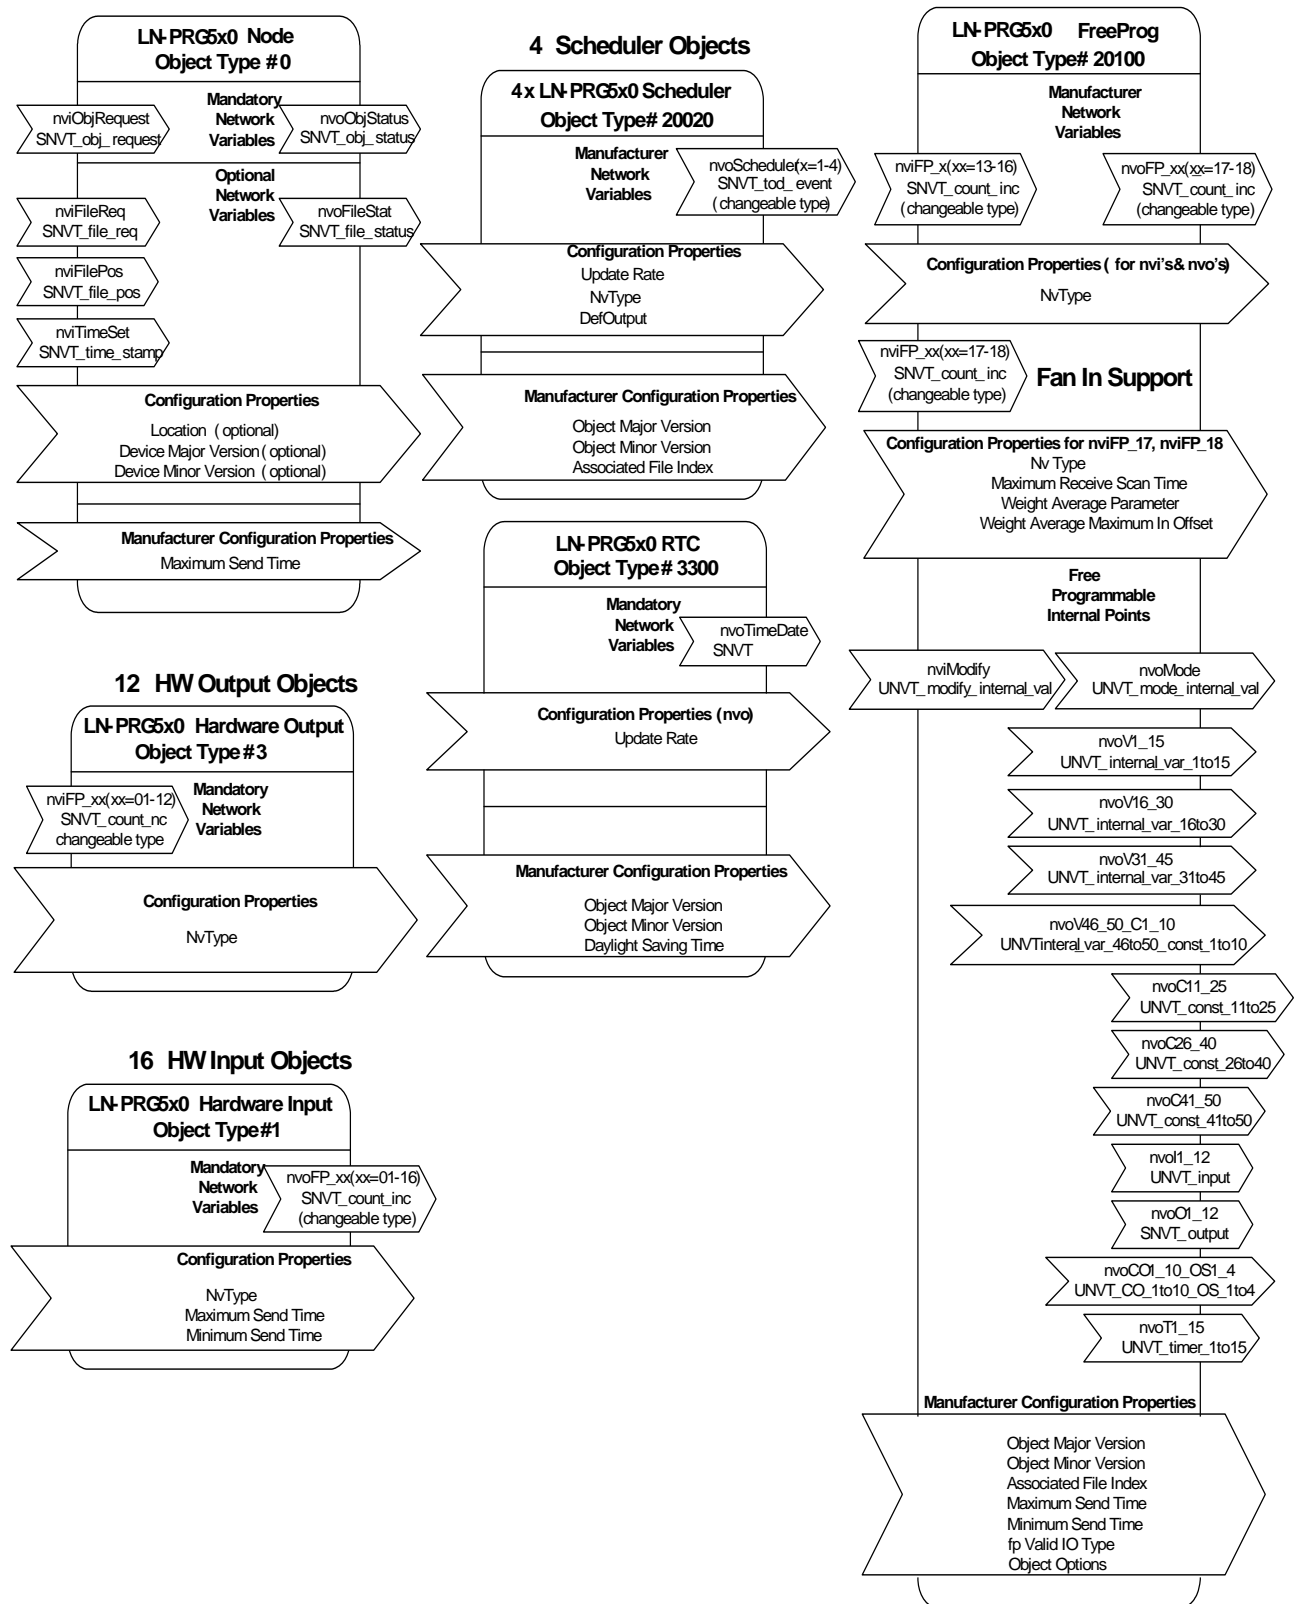 LN-PRG5x0 Node
Object Type #0
Mandatory
Network
Variables
nviObjRequest
SNVT_obj_request
nvoObjStatus
SNVT_obj_status
Optional
Network
Variables
nviFileReq
SNVT_file_req
nvoFileStat
SNVT_file_status
nviFilePos
SNVT_file_pos
nviTimeSet
SNVT_time_stamp
Configuration Properties
Location (optional)
Device Major Version (optional)
Device Minor Version (optional)
Manufacturer Configuration Properties
Maximum Send Time
12 HW Output Objects
LN-PRG5x0 Hardware Output
Object Type #3
nviFP_xx(xx=01-12)
SNVT_count_nc
changeable type
Mandatory
Network
Variables
Configuration Properties
NvType
16 HW Input Objects
LN-PRG5x0 Hardware Input
Object Type#1
Mandatory
Network
Variables
nvoFP_xx(xx=01-16)
SNVT_count_inc
(changeable type)
Configuration Properties
NvType
Maximum Send Time
Minimum Send Time
4 Scheduler Objects
4x LN-PRG5x0 Scheduler
Object Type# 20020
Manufacturer
Network
Variables
nvoScheduler(x=1-4)
SNVT_tod_event
(changeable type)
Configuration Properties
Update Rate
NvType
DefOutput
Manufacturer Configuration Properties
Object Major Version
Object Minor Version
Associated File Index
LN-PRG5x0 RTC
Object Type# 3300
Mandatory
Network
Variables
nvoTimeDate
SNVT
Configuration Properties (nvo)
Update Rate
Manufacturer Configuration Properties
Object Major Version
Object Minor Version
Daylight Saving Time
LN-PRG5x0 FreeProg
Object Type# 20100
Manufacturer
Network
Variables
nviFP_x(xx=13-16)
SNVT_count_inc
(changeable type)
nvoFP_xx(xx=17-18)
SNVT_count_inc
(changeable type)
Configuration Properties ( for nvi's& nvo's)
NvType
nviFP_xx(xx=17-18)
SNVT_count_inc
(changeable type)
Fan In Support
Configuration Properties for nviFP_17, nviFP_18
Nv Type
Maximum Receive Scan Time
Weight Average Parameter
Weight Average Maximum In Offset
Free
Programmable
Internal Points
nviModify
UNVT_modify_internal_val
nvoMode
UNVT_mode_internal_val
nvoV1_15
UNVT_internal_var_1to15
nvoV16_30
UNVT_internal_var_16to30
nvoV31_45
UNVT_internal_var_31to45
nvoV46_50_C1_10
UNVTinteral_var_46to50_const_1to10
nvoC11_25
UNVT_const_11to25
nvoC26_40
UNVT_const_26to40
nvoC41_50
UNVT_const_41to50
nvoI1_12
UNVT_input
nvoO1_12
SNVT_output
nvoCO1_10_OS1_4
UNVT_CO_1to10_OS_1to4
nvoT1_15
UNVT_timer_1to15
Manufacturer Configuration Properties
Object Major Version
Object Minor Version
Associated File Index
Maximum Send Time
Minimum Send Time
fp Valid IO Type
Object Options